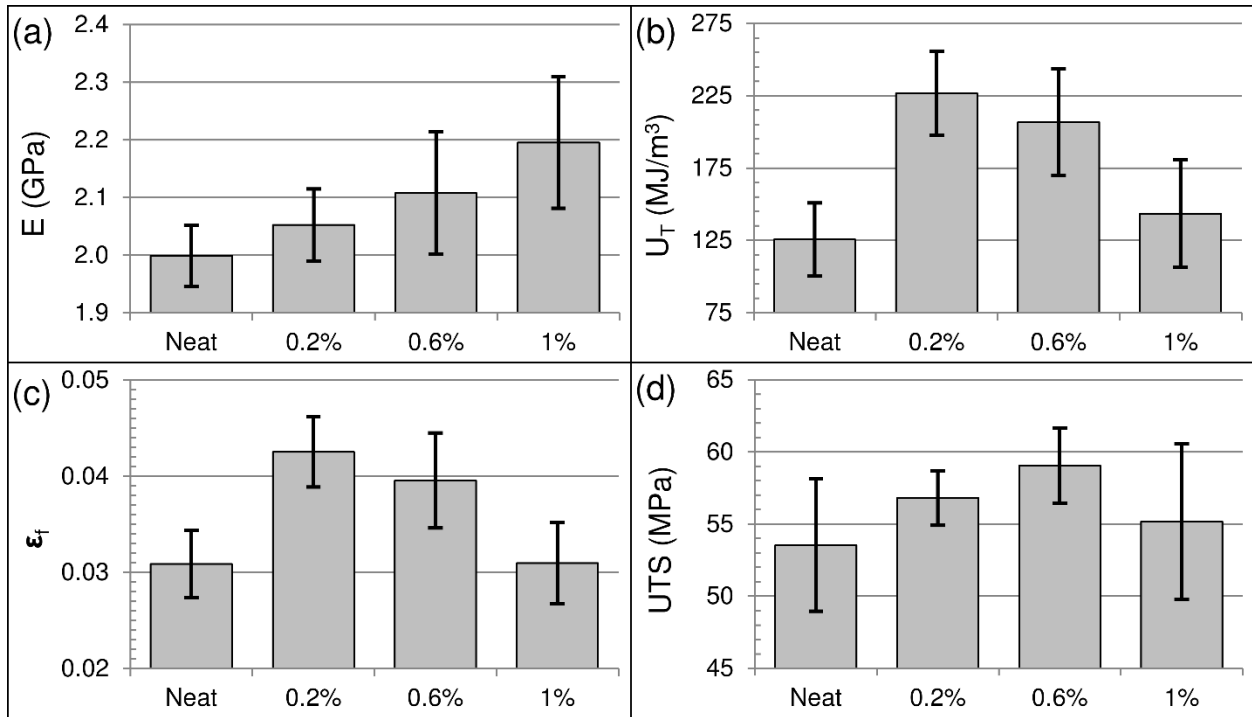 (a)
E (GPa)
2.4
2.3
2.2
2.1
2.0
1.9
Neat 0.2% 0.6% 1%
(b)
U_T (MJ/m³)
275
225
175
125
75
Neat 0.2% 0.6% 1%
(c)
ε_f
0.05
0.04
0.03
0.02
Neat 0.2% 0.6% 1%
(d)
UTS (MPa)
65
60
55
50
45
Neat 0.2% 0.6% 1%